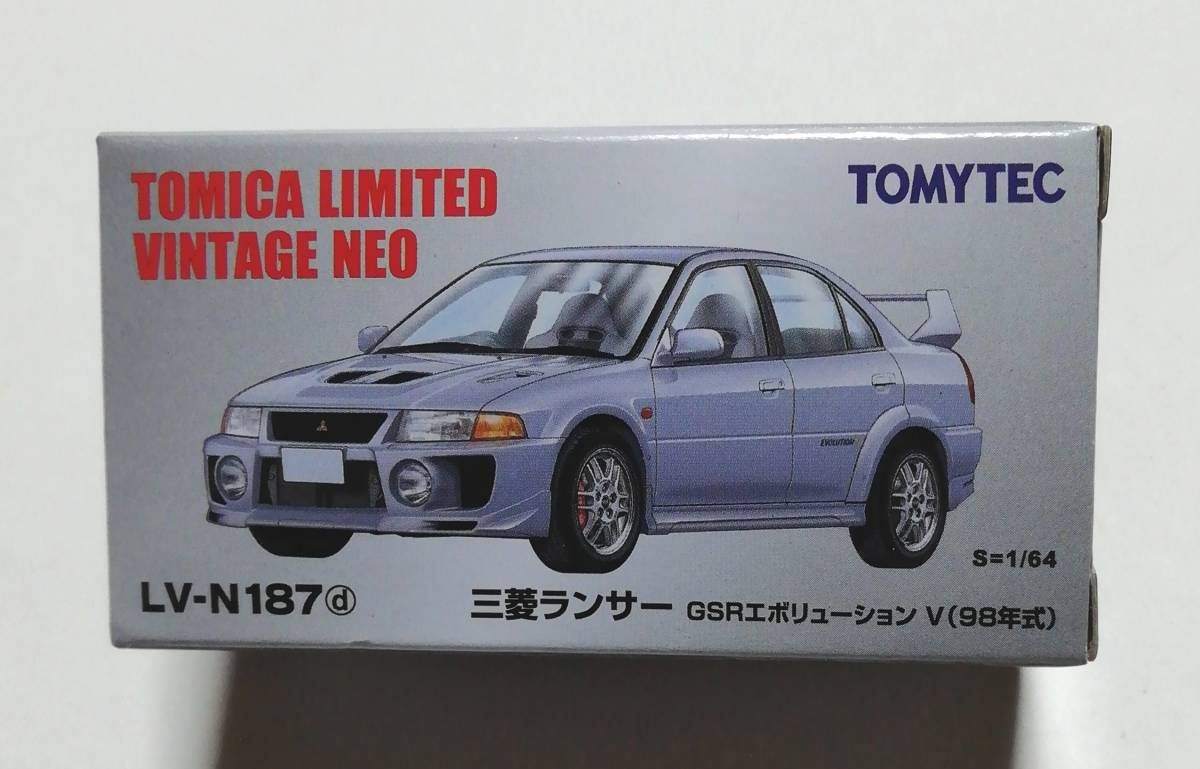 TOMICA LIMITED
VINTAGE NEO
TOMYTEC
EVOLUTION
S=1/64
LV-N187ⓓ
三菱ランサー GSRエボリューション V(98年式)